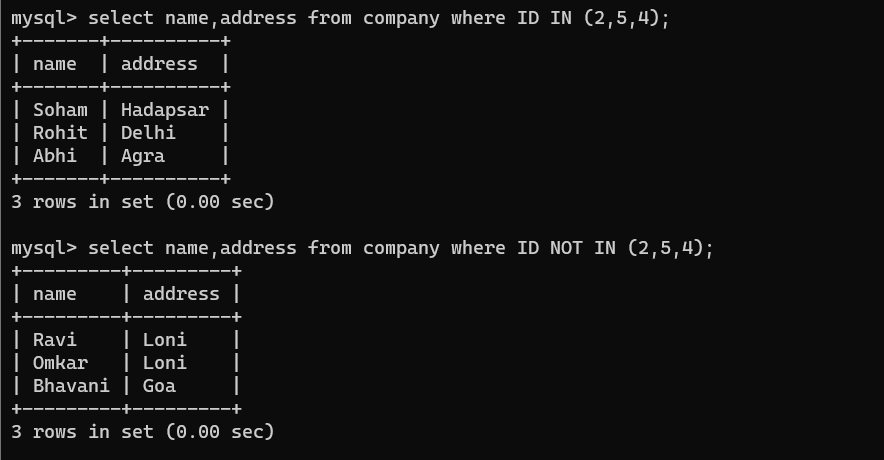 mysql> select name,address from company where ID IN (2,5,4);
+-------+----------+
| name  | address  |
+-------+----------+
| Soham | Hadapsar |
| Rohit | Delhi    |
| Abhi  | Agra     |
+-------+----------+
3 rows in set (0.00 sec)

mysql> select name,address from company where ID NOT IN (2,5,4);
+---------+---------+
| name    | address |
+---------+---------+
| Ravi    | Loni    |
| Omkar   | Loni    |
| Bhavani | Goa     |
+---------+---------+
3 rows in set (0.00 sec)